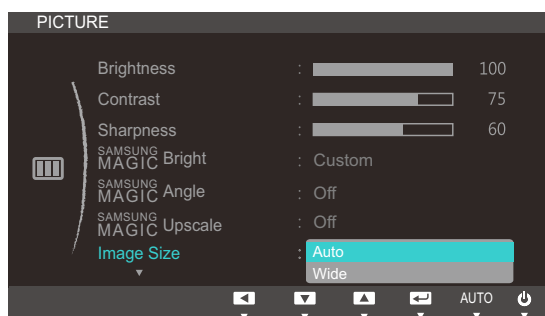 PICTURE
Brightness : 100
Contrast : 75
Sharpness : 60
SAMSUNG MAGIC Bright : Custom
SAMSUNG MAGIC Angle : Off
SAMSUNG MAGIC Upscale : Off
Image Size : Auto
Wide
AUTO